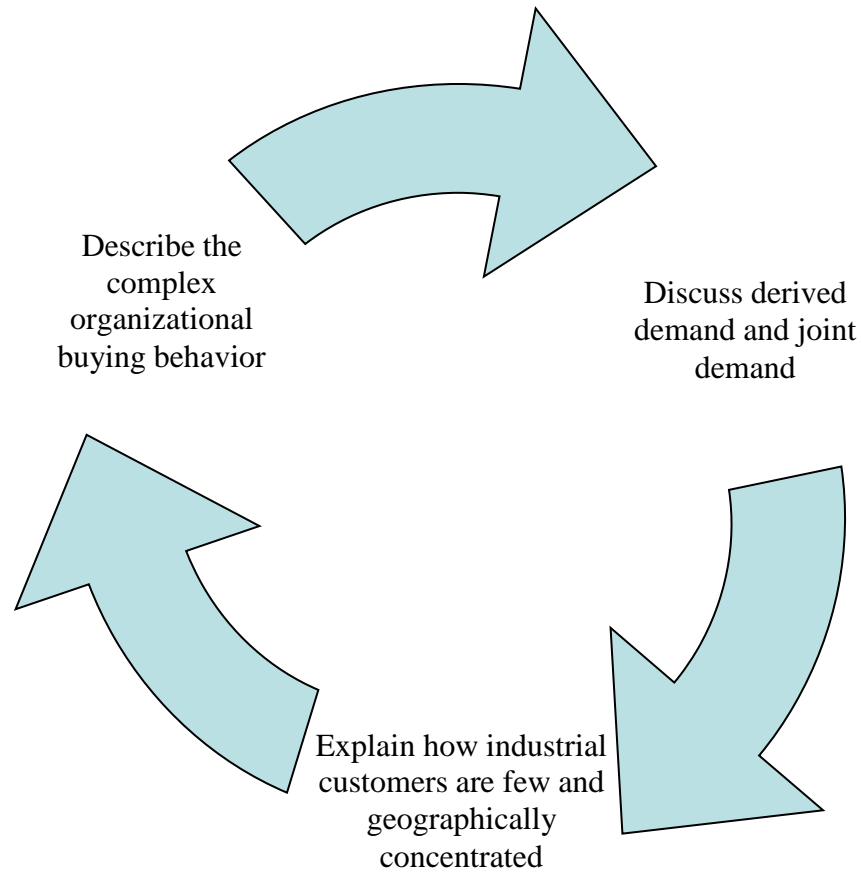 Describe the
complex
organizational
buying behavior
Discuss derived
demand and joint
demand
Explain how industrial
customers are few and
geographically
concentrated